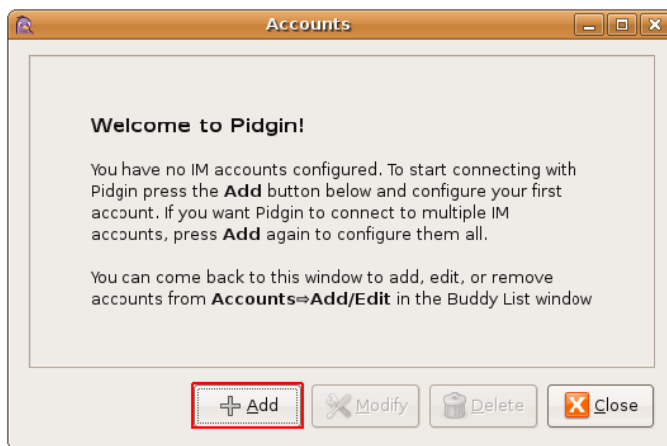 Accounts
Welcome to Pidgin!
You have no IM accounts configured. To start connecting with
Pidgin press the Add button below and configure your first
account. If you want Pidgin to connect to multiple IM
accounts, press Add again to configure them all.
You can come back to this window to add, edit, or remove
accounts from Accounts⇨Add/Edit in the Buddy List window
Add Modify Delete Close